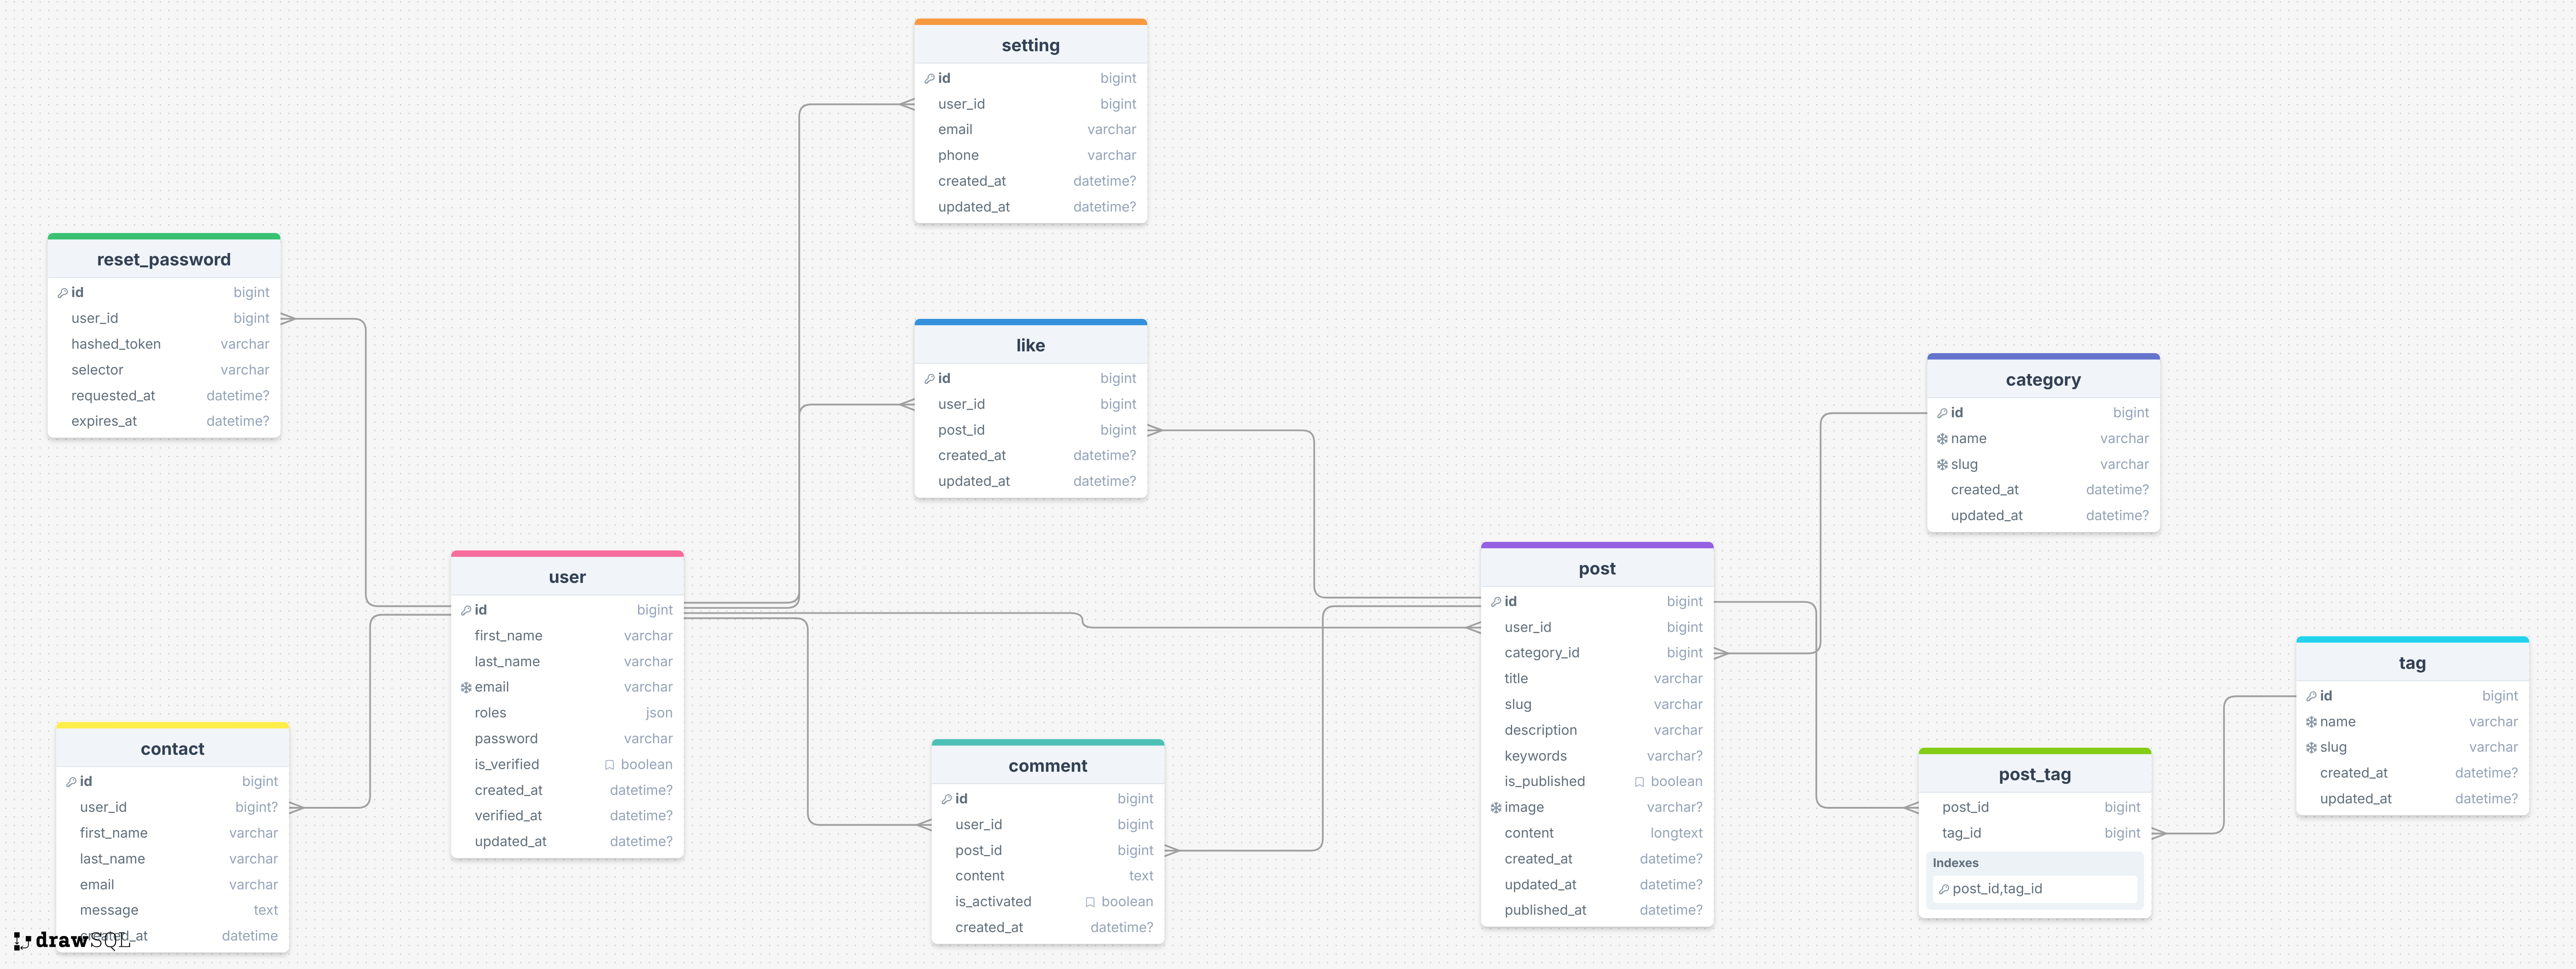 setting
id bigint
user_id bigint
email varchar
phone varchar
created_at datetime?
updated_at datetime?
reset_password
id bigint
user_id bigint
hashed_token varchar
selector varchar
requested_at datetime?
expires_at datetime?
like
id bigint
user_id bigint
post_id bigint
created_at datetime?
updated_at datetime?
category
id bigint
name varchar
slug varchar
created_at datetime?
updated_at datetime?
user
id bigint
first_name varchar
last_name varchar
email varchar
roles json
password varchar
is_verified boolean
created_at datetime?
verified_at datetime?
updated_at datetime?
post
id bigint
user_id bigint
category_id bigint
title varchar
slug varchar
description varchar
keywords varchar?
is_published boolean
image varchar?
content longtext
created_at datetime?
updated_at datetime?
published_at datetime?
tag
id bigint
name varchar
slug varchar
created_at datetime?
updated_at datetime?
contact
id bigint
user_id bigint?
first_name varchar
last_name varchar
email varchar
message text
created_at datetime
comment
id bigint
user_id bigint
post_id bigint
content text
is_activated boolean
created_at datetime?
post_tag
post_id bigint
tag_id bigint
Indexes
post_id,tag_id
drawSQL